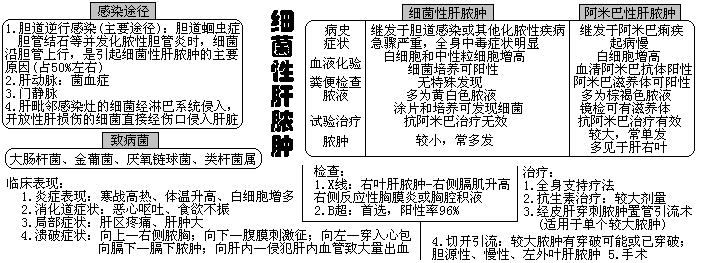 感染途径
1.胆道逆行感染(主要途径)：胆道蛔虫症
胆管结石等并发化脓性胆管炎时，细菌
沿胆管上行，是引起细菌性肝脓肿的主要
原因(占50%左右)
2.肝动脉：菌血症
3.门静脉
4.肝毗邻感染灶的细菌经淋巴系统侵入，
开放性肝损伤的细菌直接经伤口侵入肝脏
致病菌
大肠杆菌、金葡菌、厌氧链球菌、类杆菌属
细菌性肝脓肿
细菌性肝脓肿 阿米巴性肝脓肿
病史 继发于胆道感染或其他化脓性疾病 继发于阿米巴痢疾
症状 急骤严重，全身中毒症状明显 起病慢
血液化验 白细胞和中性粒细胞增高 白细胞增高
细菌培养可阳性 血清阿米巴抗体阳性
粪便检查 无特殊发现 阿米巴滋养体可阳性
脓液 多为黄白色脓液 多为棕褐色脓液
涂片和培养可发现细菌 镜检可有滋养体
试验治疗 抗阿米巴治疗无效 抗阿米巴治疗有效
脓肿 较小，常多发 较大，常单发
多见于肝右叶
临床表现：
1.炎症表现：寒战高热、体温升高、白细胞增多
2.消化道症状：恶心呕吐、食欲不振
3.局部症状：肝区疼痛、肝肿大
4.溃破症状：向上一右侧脓胸；向下一腹膜刺激征；向左一穿入心包
向膈下一膈下脓肿；向肝内一侵犯肝内血管致大量出血
检查：
1.X线：右叶肝脓肿-右侧膈肌升高
右侧反应性胸膜炎或胸腔积液
2.B超：首选，阳性率96%
治疗：
1.全身支持疗法
2.抗生素治疗：较大剂量
3.经皮肝穿刺脓肿置管引流术
(适用于单个较大脓肿)
4.切开引流：较大脓肿有穿破可能或已穿破；
胆源性、慢性、左外叶肝脓肿 5.手术